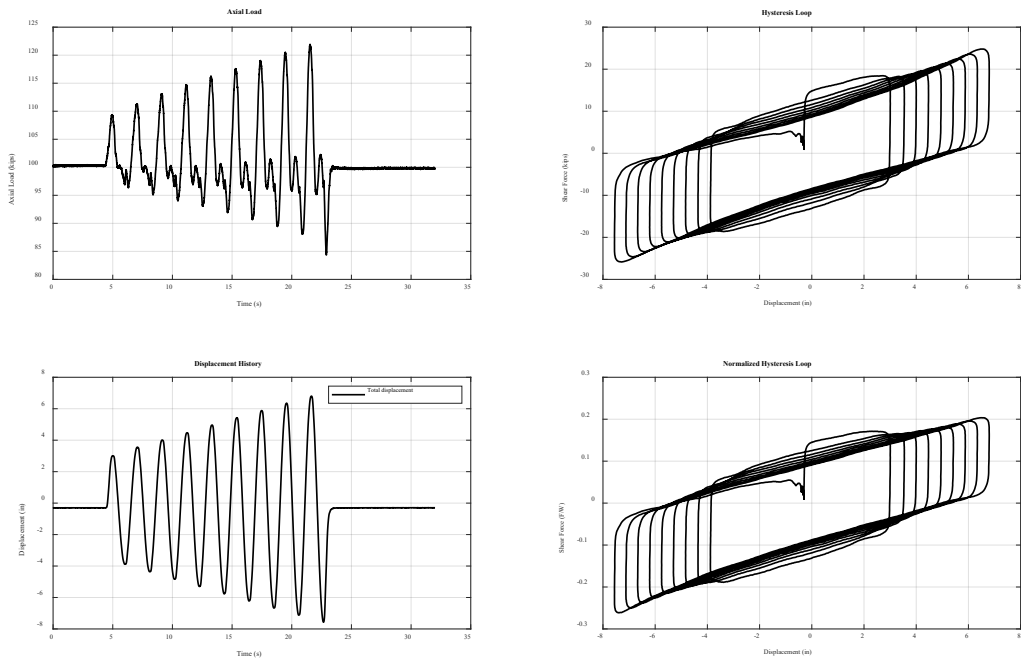 Axial Load
125
120
115
110
105
100
95
90
85
80
Axial Load (kips)
0 5 10 15 20 25 30 35
Time (s)
Hysteresis Loop
30
20
10
0
-10
-20
-30
Shear Force (kips)
-8 -6 -4 -2 0 2 4 6 8
Displacement (in)
Displacement History
8
6
4
2
0
-2
-4
-6
-8
Displacement (in)
Total displacement
0 5 10 15 20 25 30 35
Time (s)
Normalized Hysteresis Loop
0.3
0.2
0.1
0
-0.1
-0.2
-0.3
Shear Force (F/W)
-8 -6 -4 -2 0 2 4 6 8
Displacement (in)